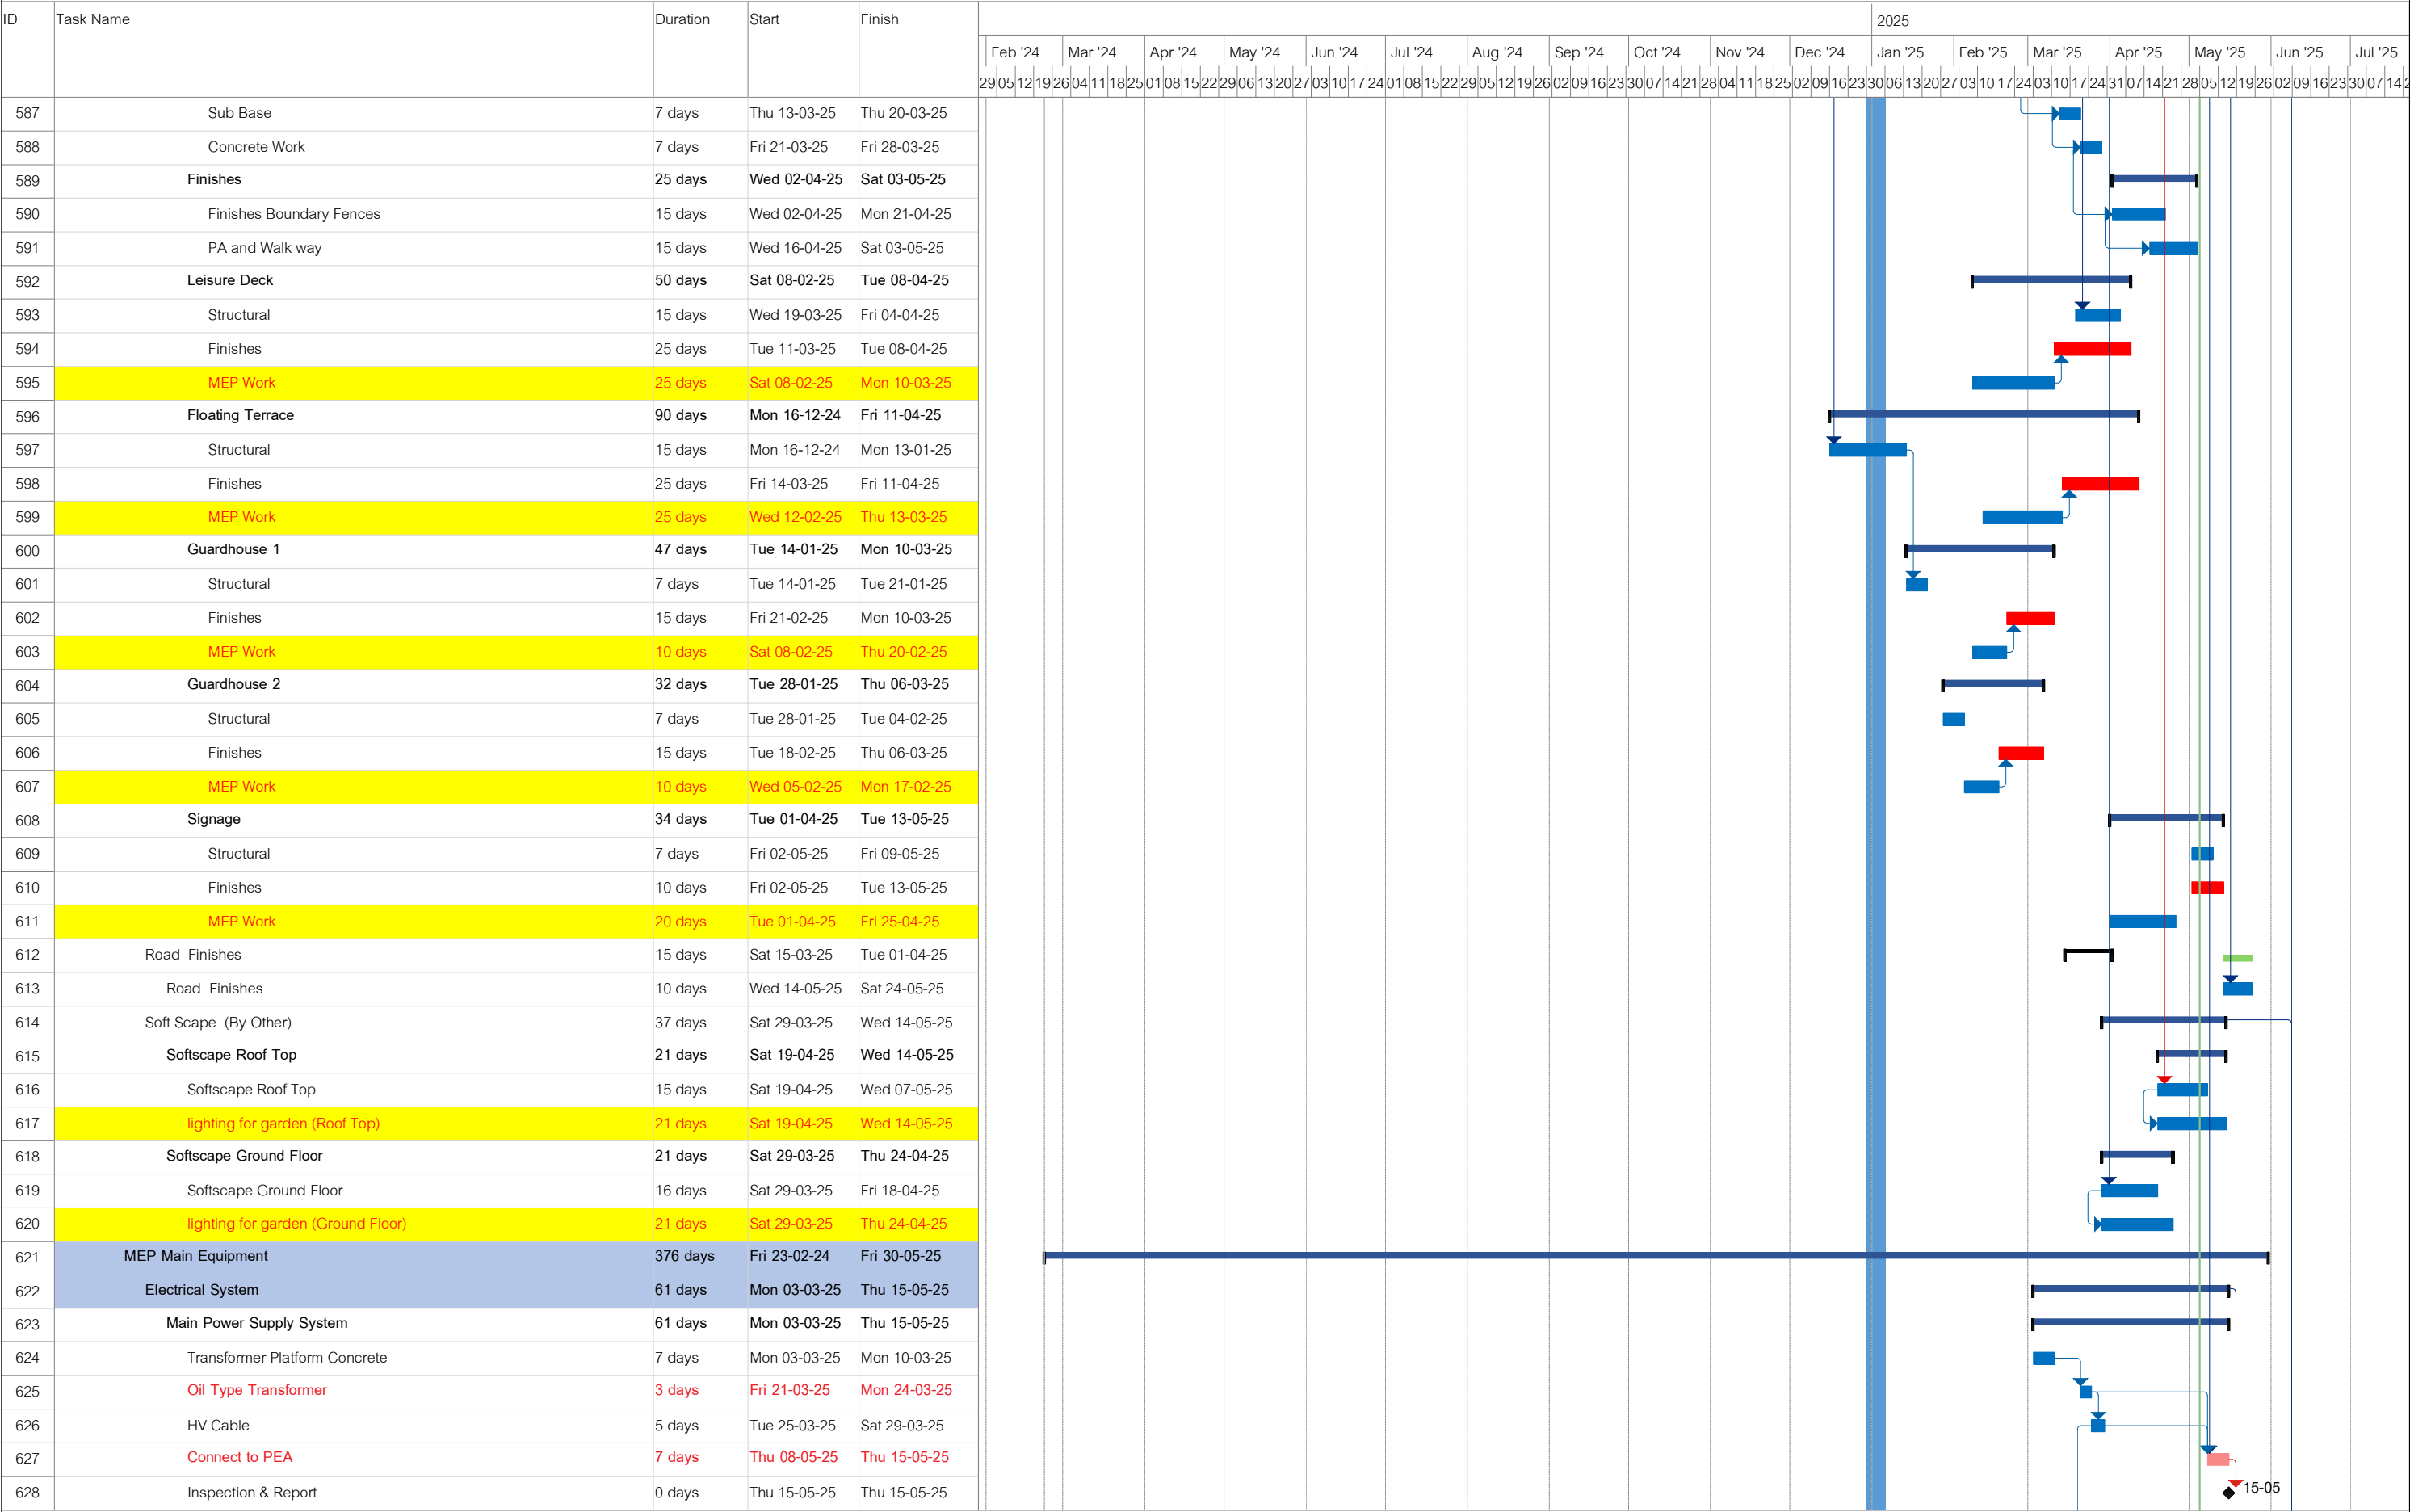 ID Task Name Duration Start Finish
2025
Feb '24 Mar '24 Apr '24 May '24 Jun '24 Jul '24 Aug '24 Sep '24 Oct '24 Nov '24 Dec '24 Jan '25 Feb '25 Mar '25 Apr '25 May '25 Jun '25 Jul '25
29 05 12 19 26 04 11 18 25 01 08 15 22 29 06 13 20 27 03 10 17 24 01 08 15 22 29 05 12 19 26 02 09 16 23 30 07 14 21 28 04 11 18 25 02 09 16 23 30 06 13 20 27 03 10 17 24 03 10 17 24 31 07 14 21 28 05 12 19 26 02 09 16 23 30 07 14
587 Sub Base 7 days Thu 13-03-25 Thu 20-03-25
588 Concrete Work 7 days Fri 21-03-25 Fri 28-03-25
589 Finishes 25 days Wed 02-04-25 Sat 03-05-25
590 Finishes Boundary Fences 15 days Wed 02-04-25 Mon 21-04-25
591 PA and Walk way 15 days Wed 16-04-25 Sat 03-05-25
592 Leisure Deck 50 days Sat 08-02-25 Tue 08-04-25
593 Structural 15 days Wed 19-03-25 Fri 04-04-25
594 Finishes 25 days Tue 11-03-25 Tue 08-04-25
595 MEP Work 25 days Sat 08-02-25 Mon 10-03-25
596 Floating Terrace 90 days Mon 16-12-24 Fri 11-04-25
597 Structural 15 days Mon 16-12-24 Mon 13-01-25
598 Finishes 25 days Fri 14-03-25 Fri 11-04-25
599 MEP Work 25 days Wed 12-02-25 Thu 13-03-25
600 Guardhouse 1 47 days Tue 14-01-25 Mon 10-03-25
601 Structural 7 days Tue 14-01-25 Tue 21-01-25
602 Finishes 15 days Fri 21-02-25 Mon 10-03-25
603 MEP Work 10 days Sat 08-02-25 Thu 20-02-25
604 Guardhouse 2 32 days Tue 28-01-25 Thu 06-03-25
605 Structural 7 days Tue 28-01-25 Tue 04-02-25
606 Finishes 15 days Tue 18-02-25 Thu 06-03-25
607 MEP Work 10 days Wed 05-02-25 Mon 17-02-25
608 Signage 34 days Tue 01-04-25 Tue 13-05-25
609 Structural 7 days Fri 02-05-25 Fri 09-05-25
610 Finishes 10 days Fri 02-05-25 Tue 13-05-25
611 MEP Work 20 days Tue 01-04-25 Fri 25-04-25
612 Road Finishes 15 days Sat 15-03-25 Tue 01-04-25
613 Road Finishes 10 days Wed 14-05-25 Sat 24-05-25
614 Soft Scape (By Other) 37 days Sat 29-03-25 Wed 14-05-25
615 Softscape Roof Top 21 days Sat 19-04-25 Wed 14-05-25
616 Softscape Roof Top 15 days Sat 19-04-25 Wed 07-05-25
617 lighting for garden (Roof Top) 21 days Sat 19-04-25 Wed 14-05-25
618 Softscape Ground Floor 21 days Sat 29-03-25 Thu 24-04-25
619 Softscape Ground Floor 16 days Sat 29-03-25 Fri 18-04-25
620 lighting for garden (Ground Floor) 21 days Sat 29-03-25 Thu 24-04-25
621 MEP Main Equipment 376 days Fri 23-02-24 Fri 30-05-25
622 Electrical System 61 days Mon 03-03-25 Thu 15-05-25
623 Main Power Supply System 61 days Mon 03-03-25 Thu 15-05-25
624 Transformer Platform Concrete 7 days Mon 03-03-25 Mon 10-03-25
625 Oil Type Transformer 3 days Fri 21-03-25 Mon 24-03-25
626 HV Cable 5 days Tue 25-03-25 Sat 29-03-25
627 Connect to PEA 7 days Thu 08-05-25 Thu 15-05-25
628 Inspection & Report 0 days Thu 15-05-25 Thu 15-05-25 15-05